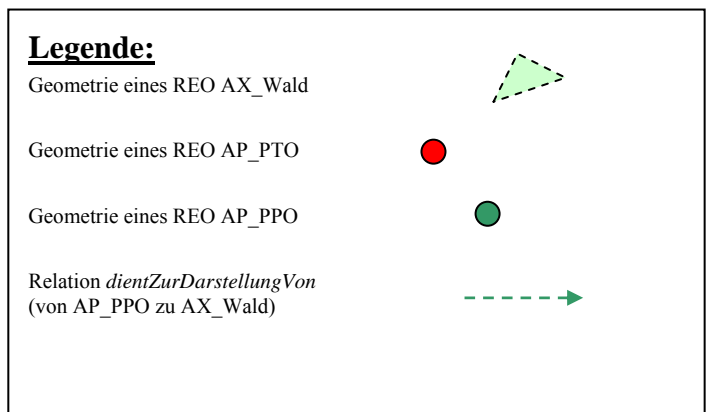 Legende:
Geometrie eines REO AX_Wald
Geometrie eines REO AP_PTO
Geometrie eines REO AP_PPO
Relation dientZurDarstellungVon
(von AP_PPO zu AX_Wald)